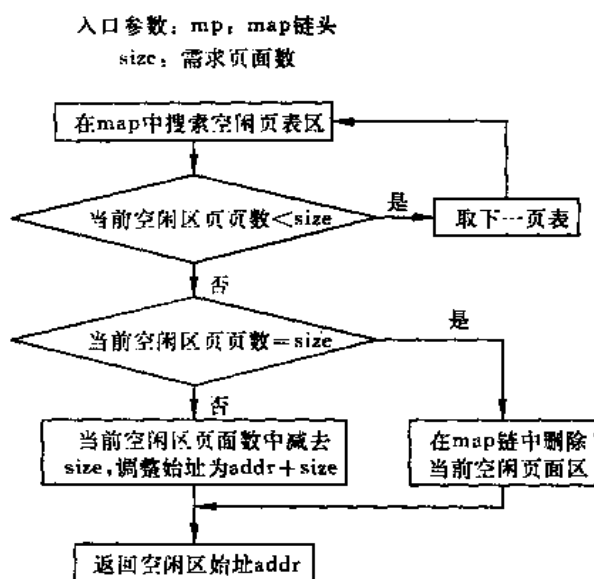 入口参数：mp：map链头
size：需求页面数
在map中搜索空闲页表区
当前空闲区页页数<size
是
取下一页表
否
当前空闲区页页数=size
是
否
当前空闲区页面数中减去
size,调整始址为addr+size
在map链中删除
当前空闲页面区
返回空闲区始址addr